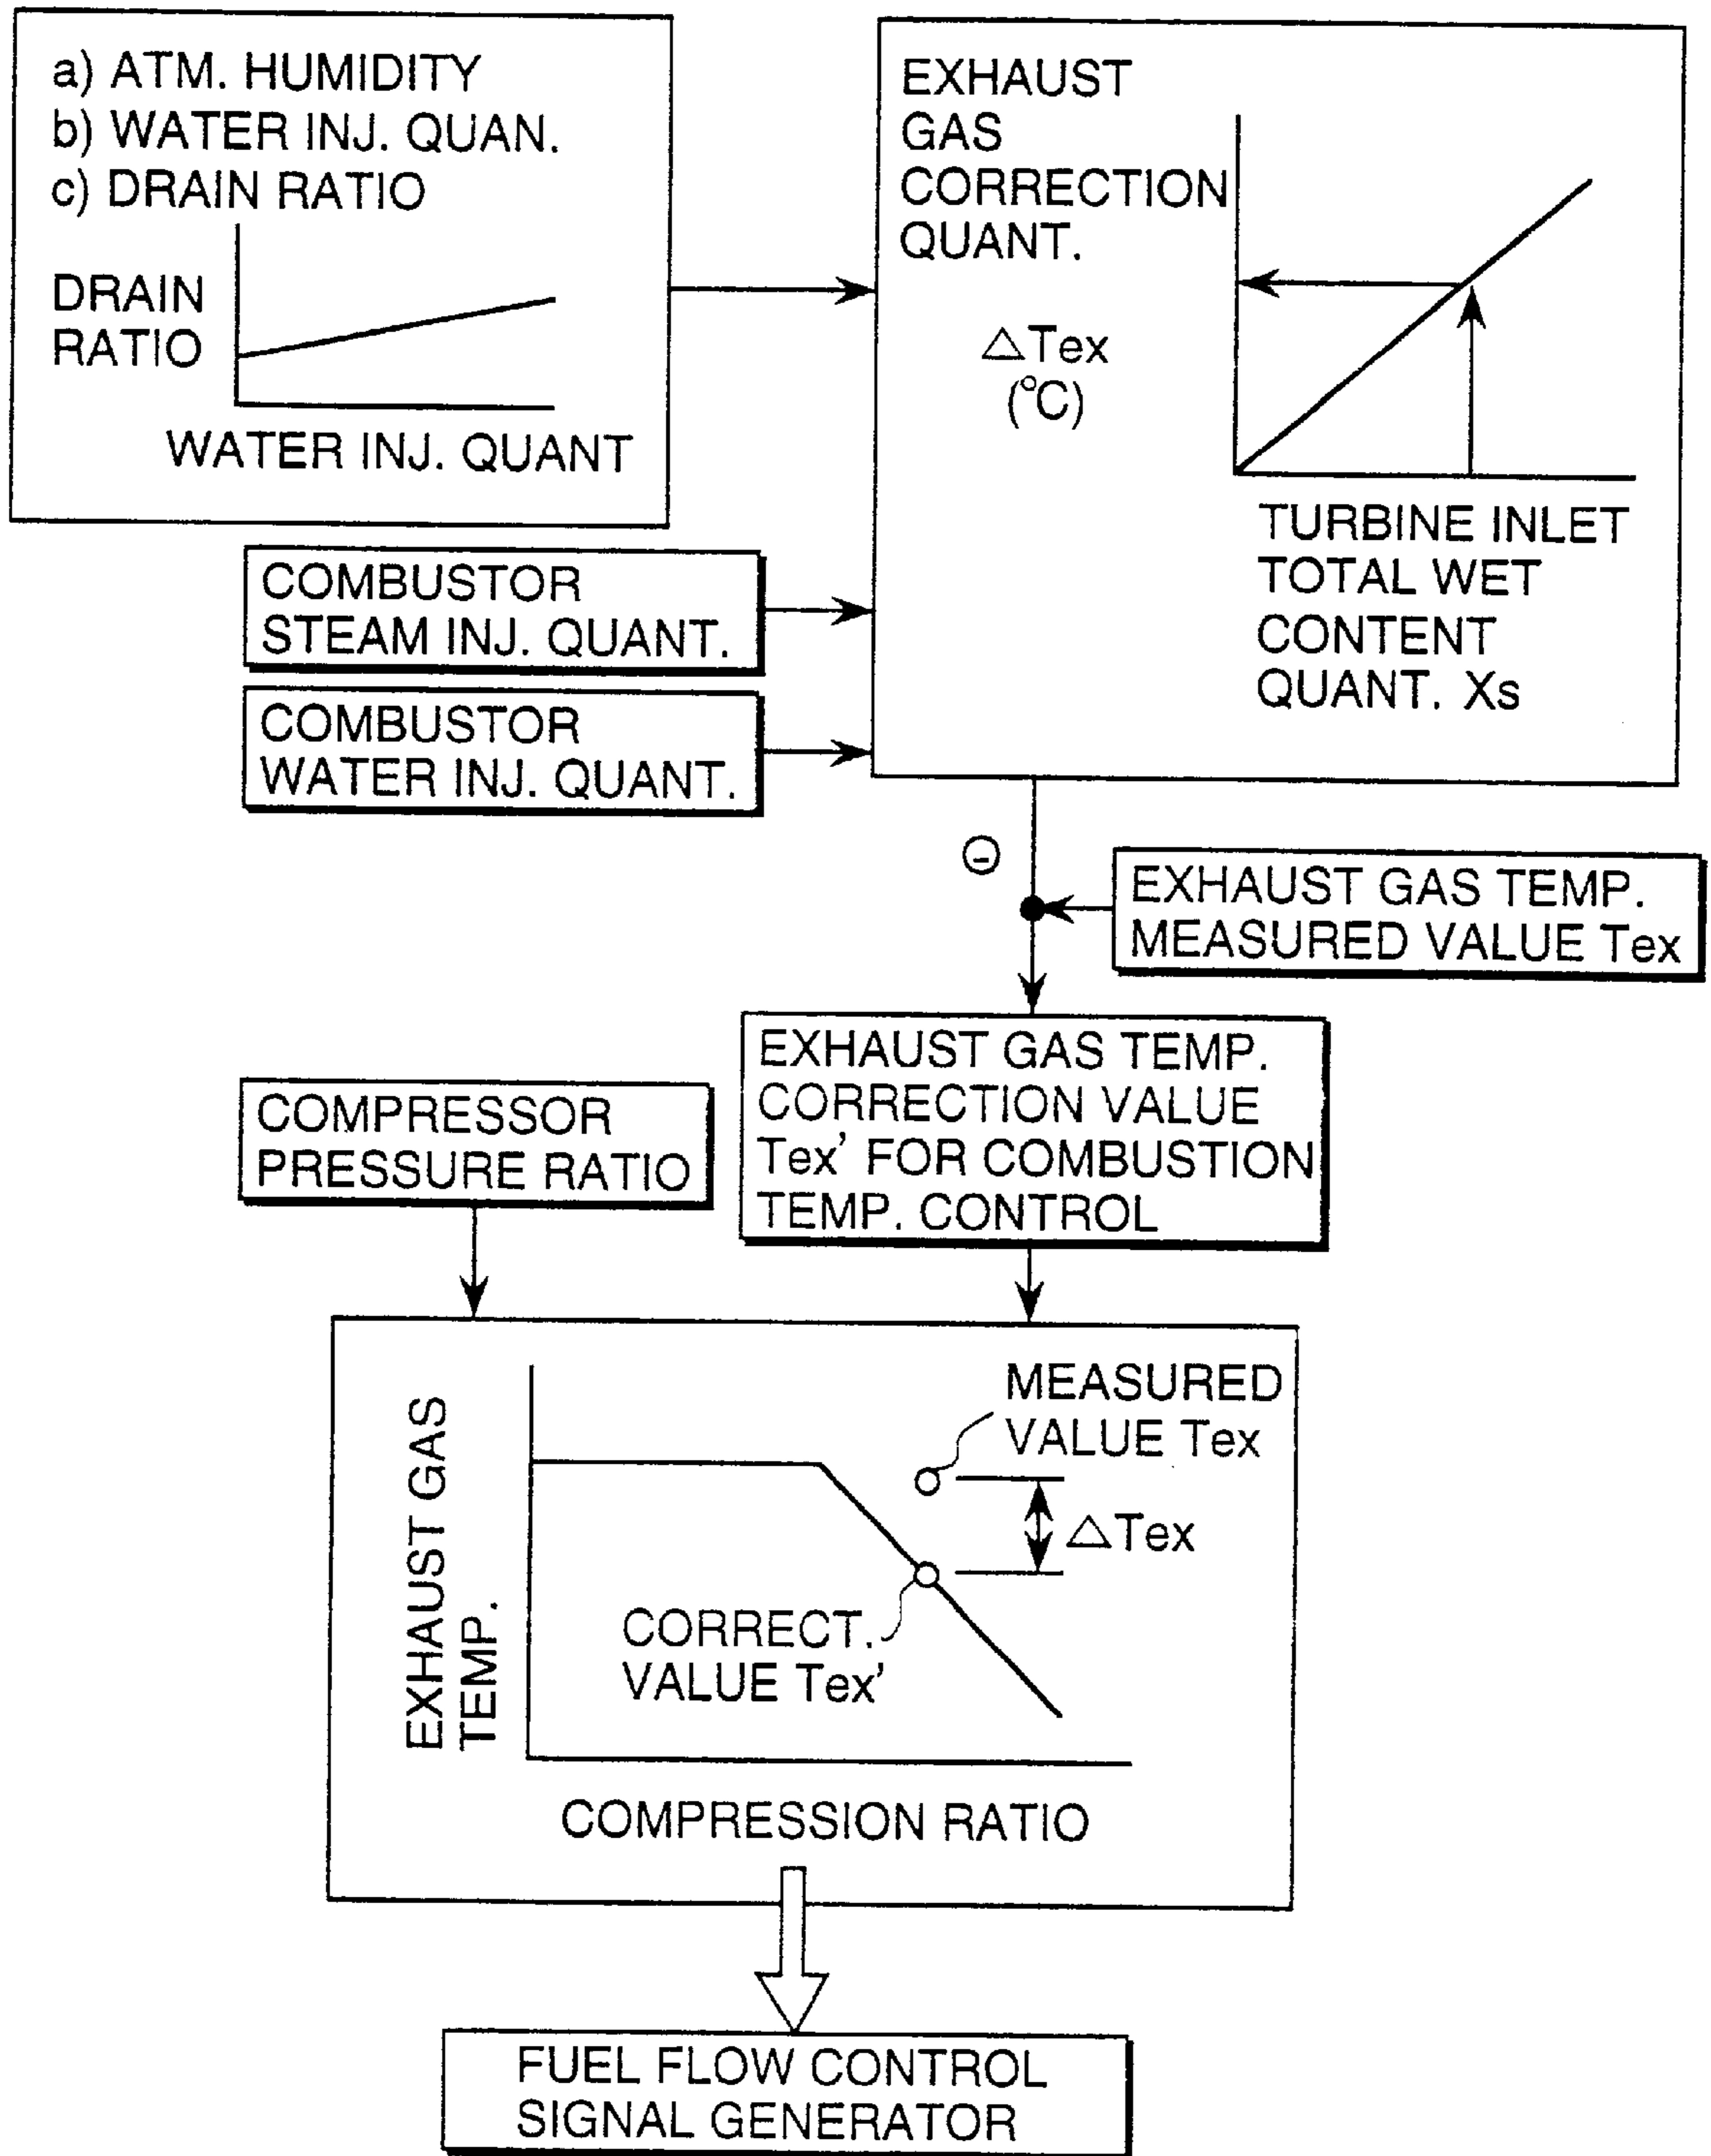 a) ATM. HUMIDITY
b) WATER INJ. QUAN.
c) DRAIN RATIO
DRAIN
RATIO
WATER INJ. QUANT
EXHAUST
GAS
CORRECTION
QUANT.
△Tex
(°C)
TURBINE INLET
TOTAL WET
CONTENT
QUANT. Xs
COMBUSTOR
STEAM INJ. QUANT.
COMBUSTOR
WATER INJ. QUANT.
⊖
EXHAUST GAS TEMP.
MEASURED VALUE Tex
EXHAUST GAS TEMP.
CORRECTION VALUE
Tex' FOR COMBUSTION
TEMP. CONTROL
COMPRESSOR
PRESSURE RATIO
EXHAUST GAS
TEMP.
MEASURED
VALUE Tex
△Tex
CORRECT.
VALUE Tex'
COMPRESSION RATIO
FUEL FLOW CONTROL
SIGNAL GENERATOR